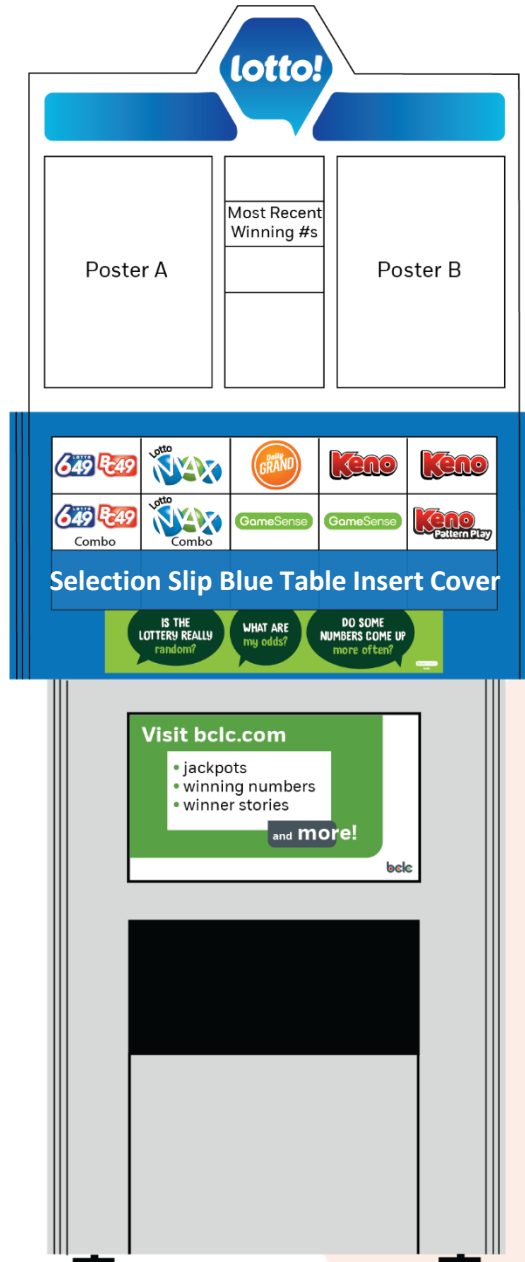 lotto!
Most Recent
Winning #s
Poster A
Poster B
LOTTO 649 BC49
Lotto MAX
Daily GRAND
Keno
Keno
LOTTO 649 BC49
Combo
Lotto MAX
Combo
GameSense
GameSense
Keno
Pattern Play
Selection Slip Blue Table Insert Cover
IS THE
LOTTERY REALLY
random?
WHAT ARE
my odds?
DO SOME
NUMBERS COME UP
more often?
Visit bclc.com
• jackpots
• winning numbers
• winner stories
and more!
bclc